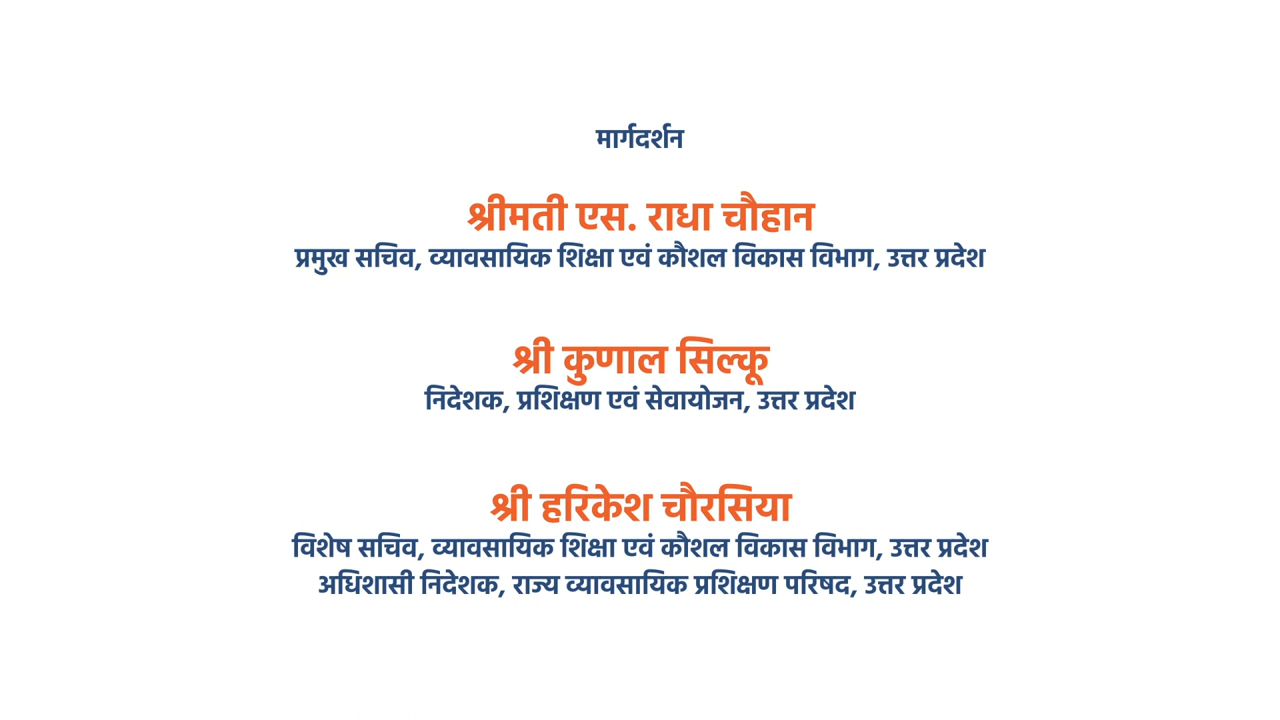 मार्गदर्शन
श्रीमती एस. राधा चौहान
प्रमुख सचिव, व्यावसायिक शिक्षा एवं कौशल विकास विभाग, उत्तर प्रदेश
श्री कुणाल सिल्कू
निदेशक, प्रशिक्षण एवं सेवायोजन, उत्तर प्रदेश
श्री हरिकेश चौरसिया
विशेष सचिव, व्यावसायिक शिक्षा एवं कौशल विकास विभाग, उत्तर प्रदेश
अधिशासी निदेशक, राज्य व्यावसायिक प्रशिक्षण परिषद, उत्तर प्रदेश